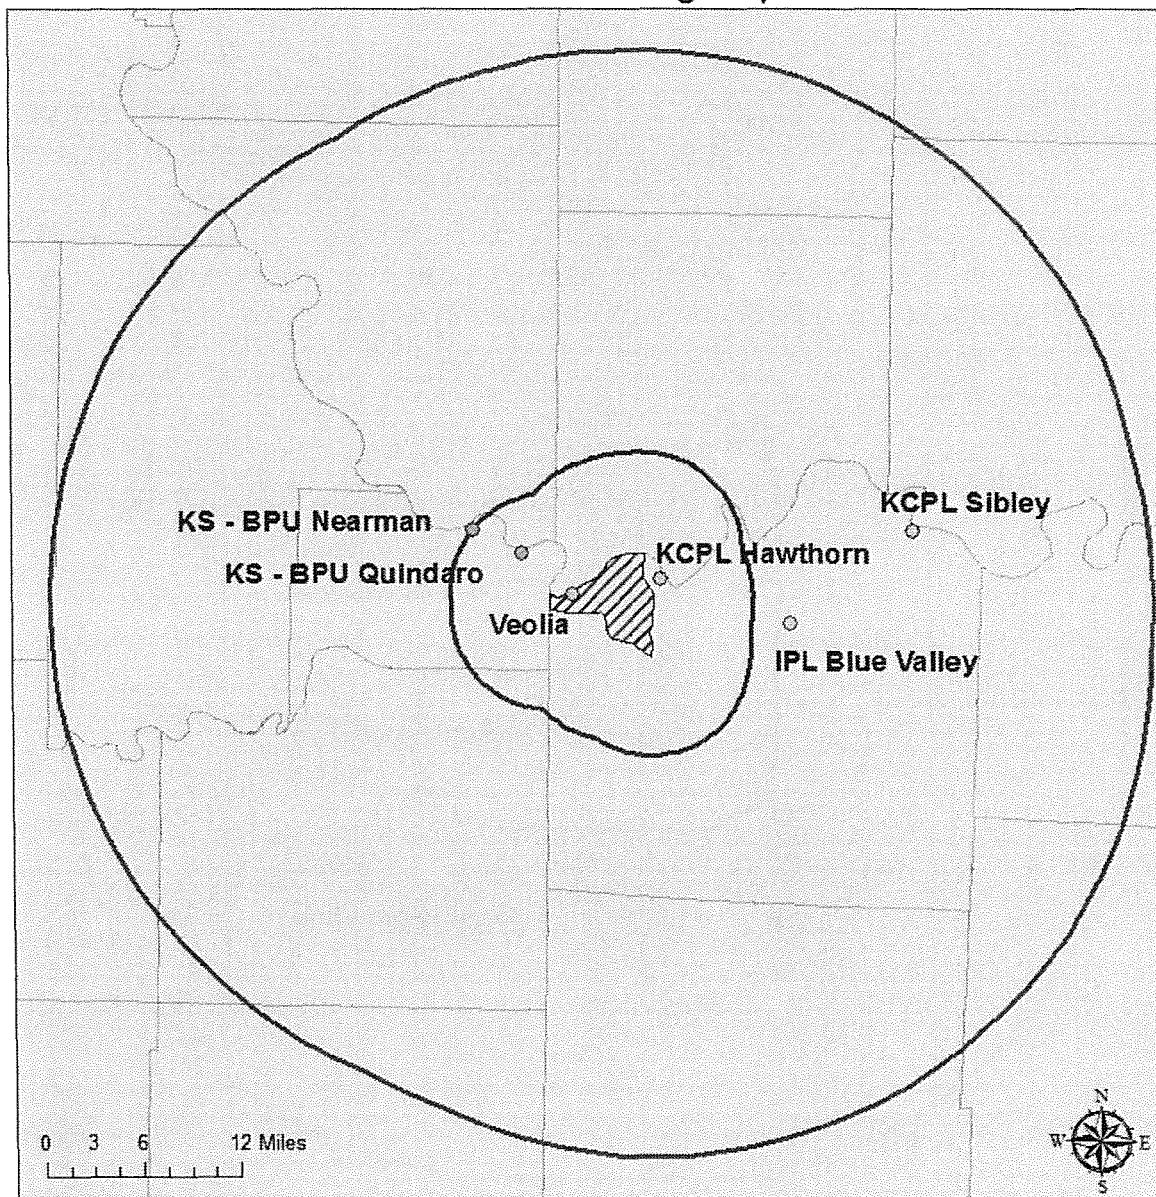 KCPL Sibley
KS - BPU Nearman
KCPL Hawthorn
KS - BPU Quindaro
Veolia
IPL Blue Valley
N
W E
S
0 3 6 12 Miles